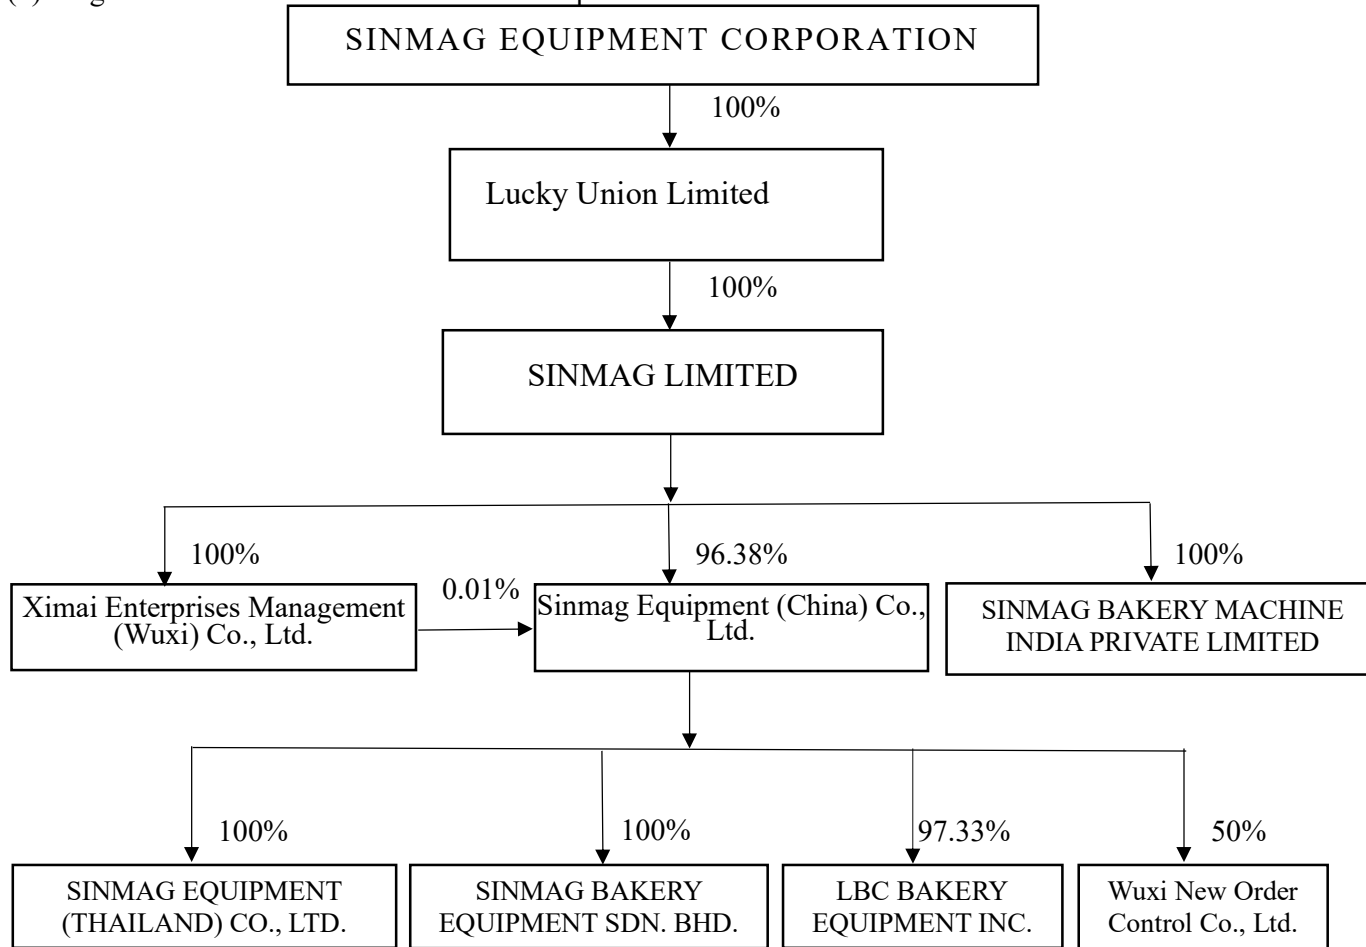 SINMAG EQUIPMENT CORPORATION
100%
Lucky Union Limited
100%
SINMAG LIMITED
100%
96.38%
100%
0.01%
Ximai Enterprises Management
(Wuxi) Co., Ltd.
Sinmag Equipment (China) Co.,
Ltd.
SINMAG BAKERY MACHINE
INDIA PRIVATE LIMITED
100%
100%
97.33%
50%
SINMAG EQUIPMENT
(THAILAND) CO., LTD.
SINMAG BAKERY
EQUIPMENT SDN. BHD.
LBC BAKERY
EQUIPMENT INC.
Wuxi New Order
Control Co., Ltd.